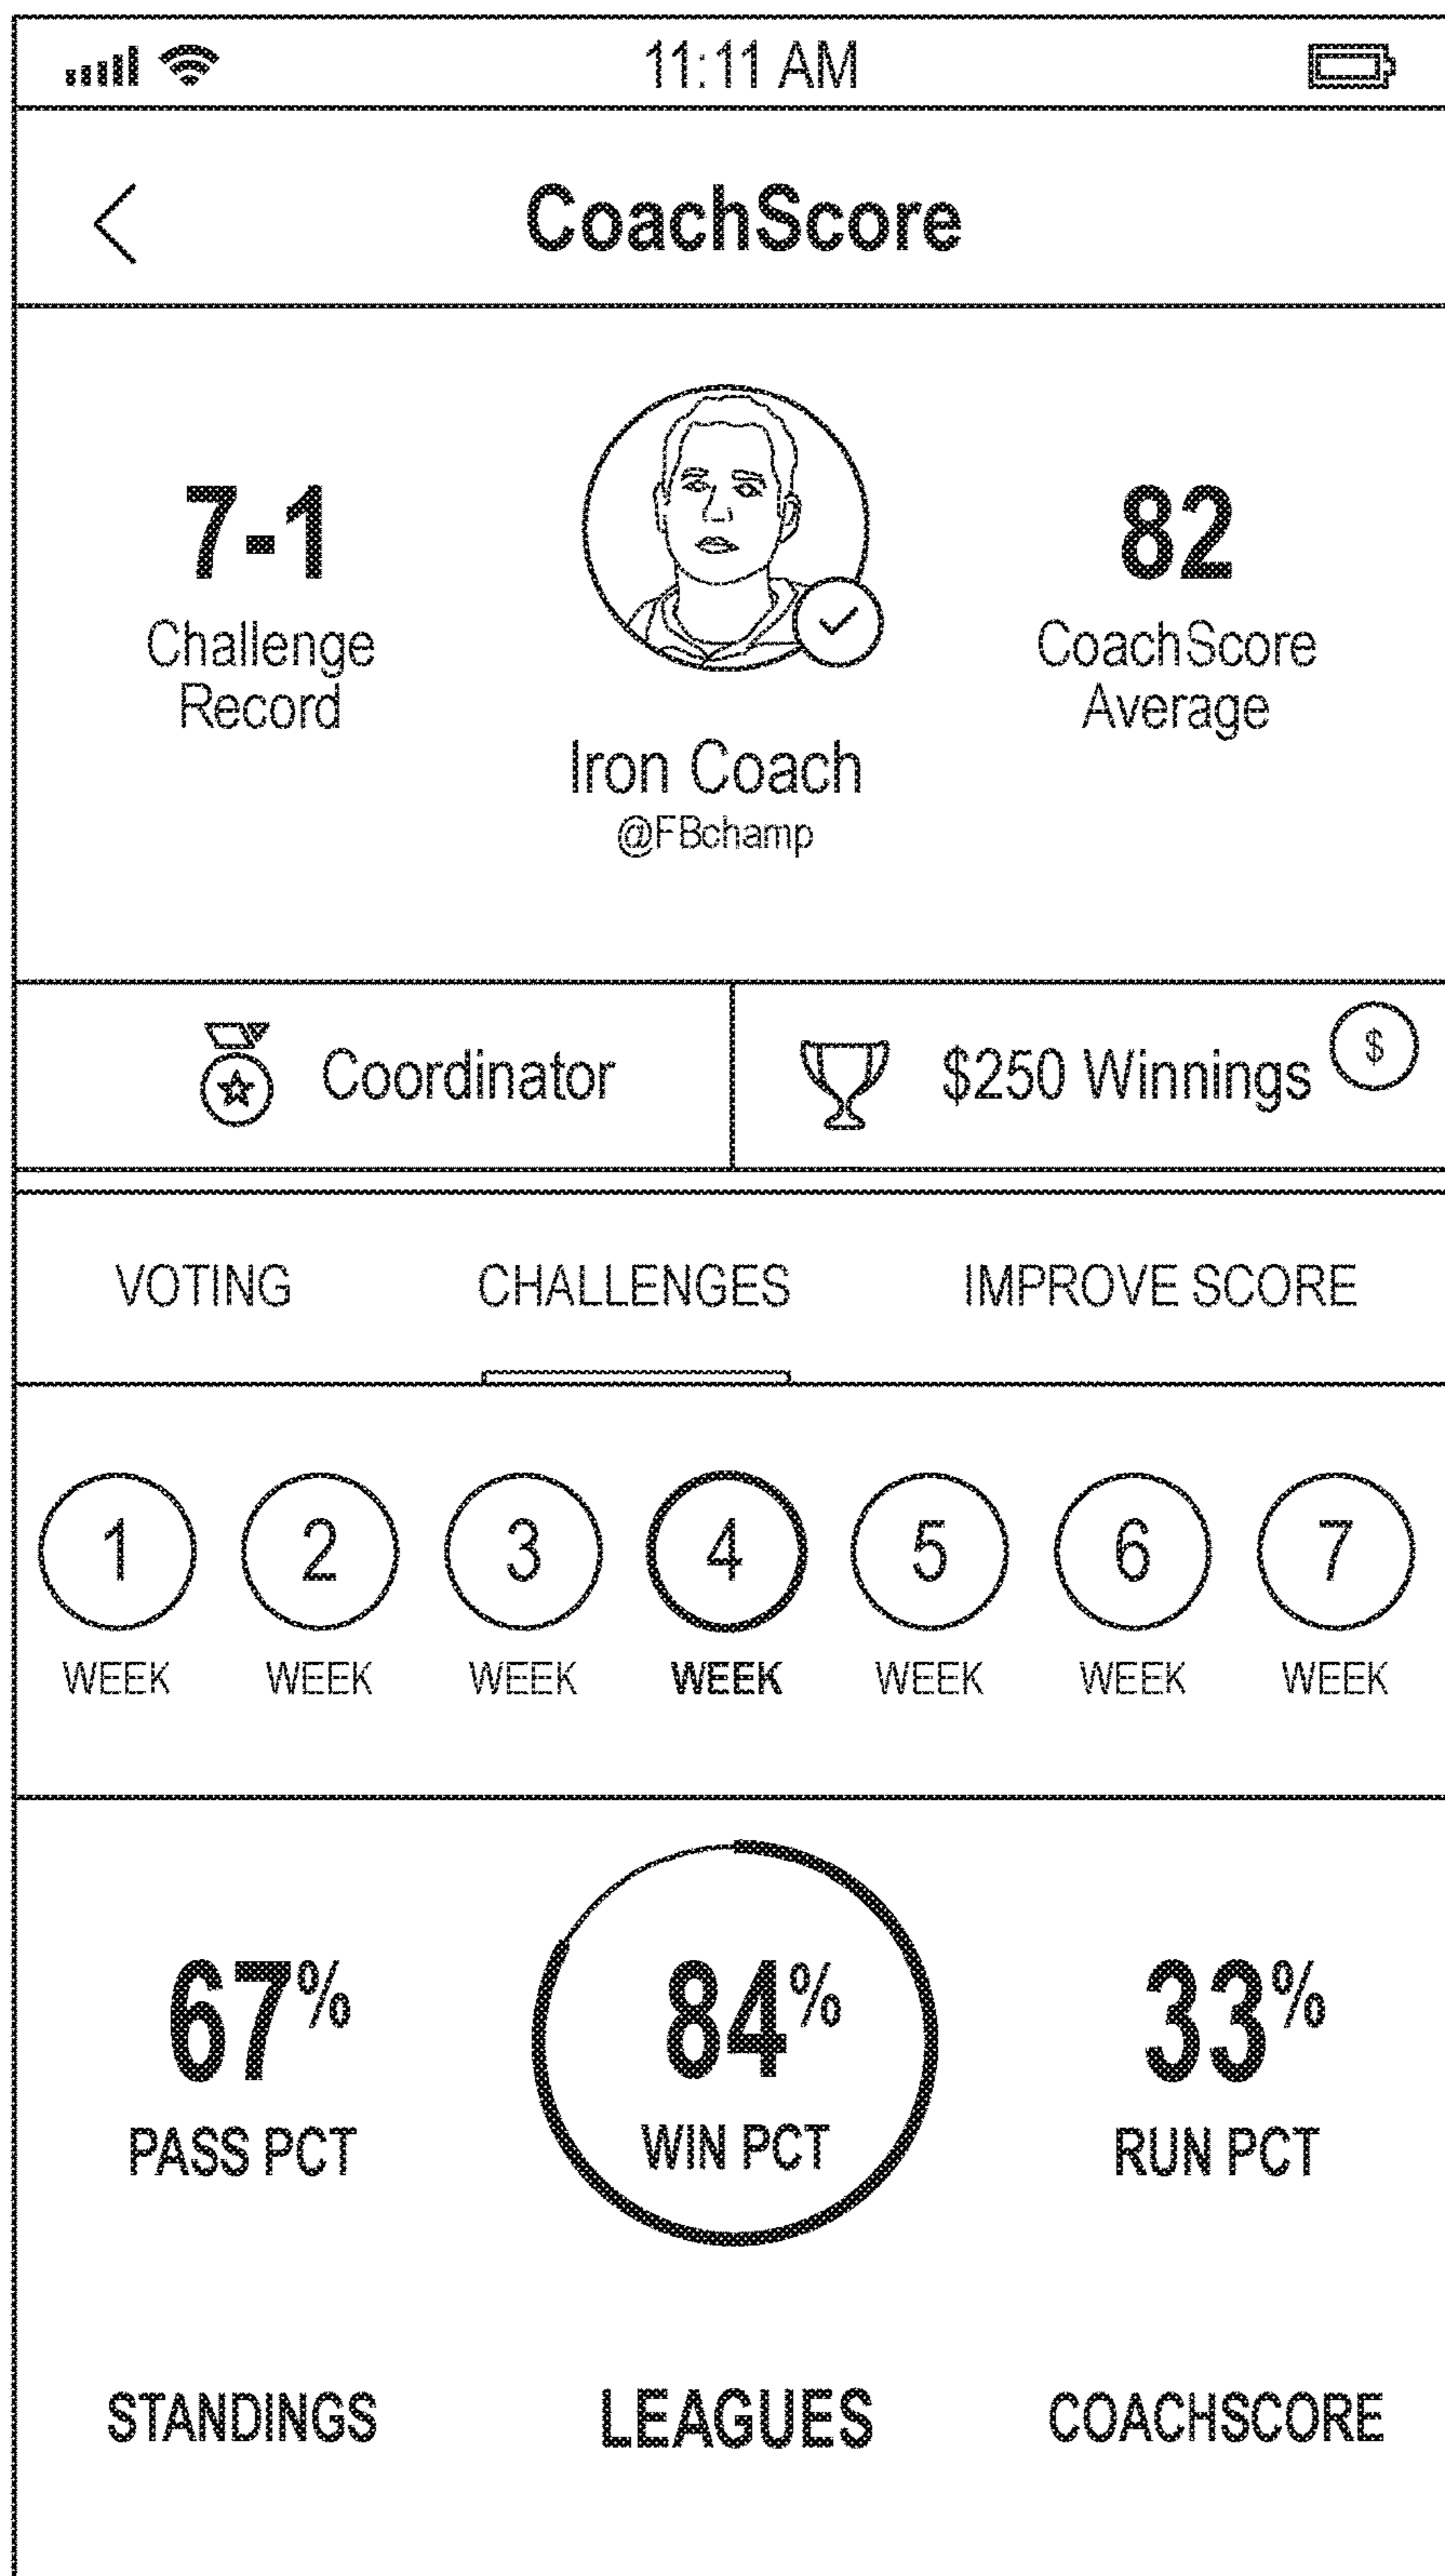 11:11 AM
CoachScore
7-1
Challenge
Record
Iron Coach
@FBchamp
82
CoachScore
Average
Coordinator
$250 Winnings
$
VOTING CHALLENGES IMPROVE SCORE
1 2 3 4 5 6 7
WEEK WEEK WEEK WEEK WEEK WEEK WEEK
67% 84% 33%
PASS PCT WIN PCT RUN PCT
STANDINGS LEAGUES COACHSCORE